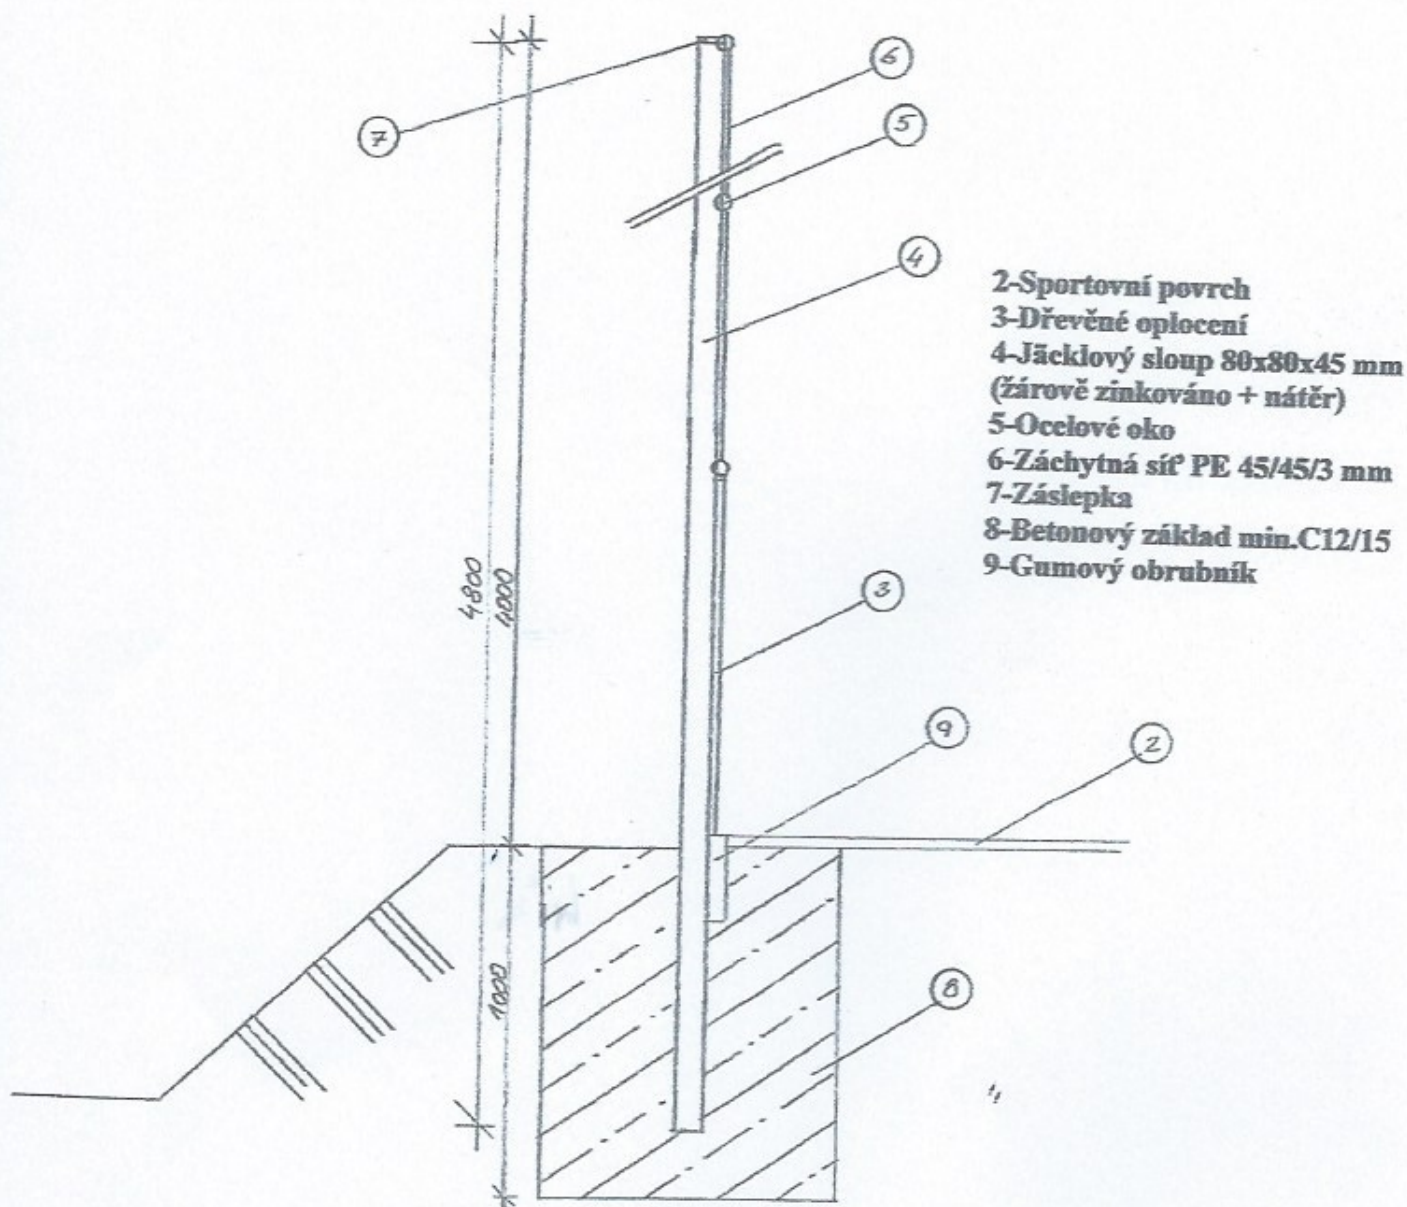 7
6
5
4
2-Sportovní povrch
3-Dřevěné oplocení
4-Jäcklový sloup 80x80x45 mm
(žárově zinkováno + nátěr)
5-Ocelové oko
6-Záchytná síť PE 45/45/3 mm
7-Záslepka
8-Betonový základ min.C12/15
9-Gumový obrubník
4800
4000
3
9
2
1000
8